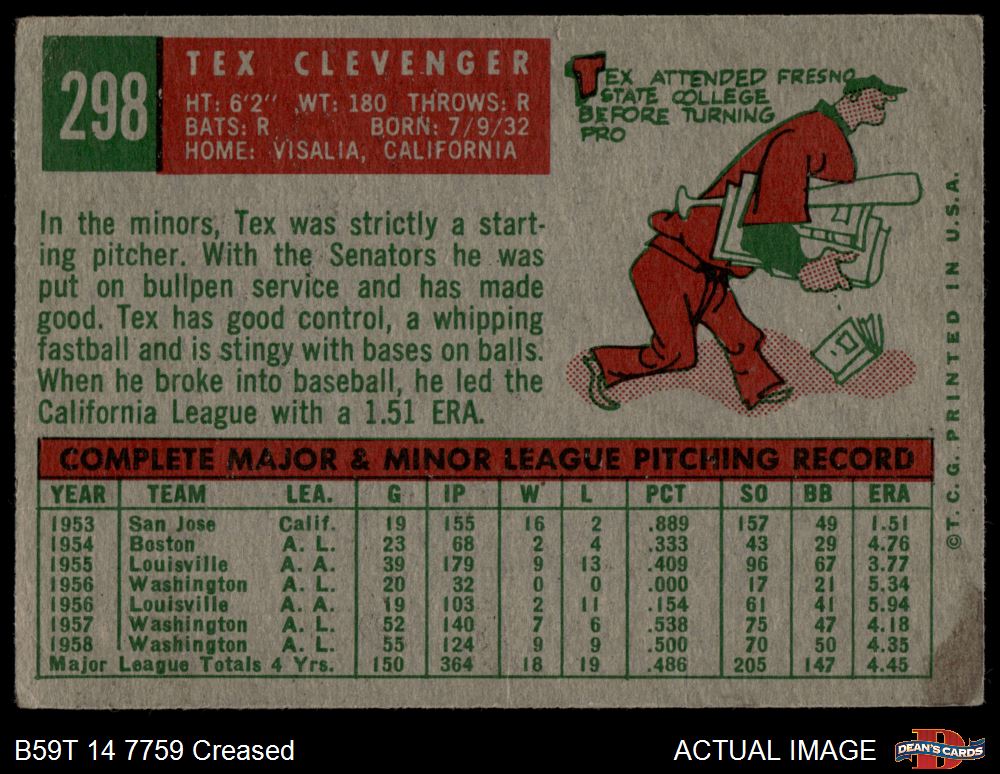 298
TEX CLEVENGER
HT: 6'2" WT: 180 THROWS: R
BATS: R BORN: 7/9/32
HOME: VISALIA, CALIFORNIA
TEX ATTENDED FRESNO
STATE COLLEGE
BEFORE TURNING
PRO
In the minors, Tex was strictly a start-
ing pitcher. With the Senators he was
put on bullpen service and has made
good. Tex has good control, a whipping
fastball and is stingy with bases on balls.
When he broke into baseball, he led the
California League with a 1.51 ERA.
COMPLETE MAJOR & MINOR LEAGUE PITCHING RECORD
YEAR TEAM LEA. G IP W L PCT SO BB ERA
1953 San Jose Calif. 19 155 16 2 .889 157 49 1.51
1954 Boston A. L. 23 68 2 4 .333 43 29 4.76
1955 Louisville A. A. 39 179 9 13 .409 96 67 3.77
1956 Washington A. L. 20 32 0 0 .000 17 21 5.34
1956 Louisville A. A. 19 103 2 11 .154 61 41 5.94
1957 Washington A. L. 52 140 7 6 .538 75 47 4.18
1958 Washington A. L. 55 124 9 9 .500 70 50 4.35
Major League Totals 4 Yrs. 150 364 18 19 .486 205 147 4.45
©T. C. G. PRINTED IN U.S.A.
B59T 14 7759 Creased
ACTUAL IMAGE
DEAN'S CARDS